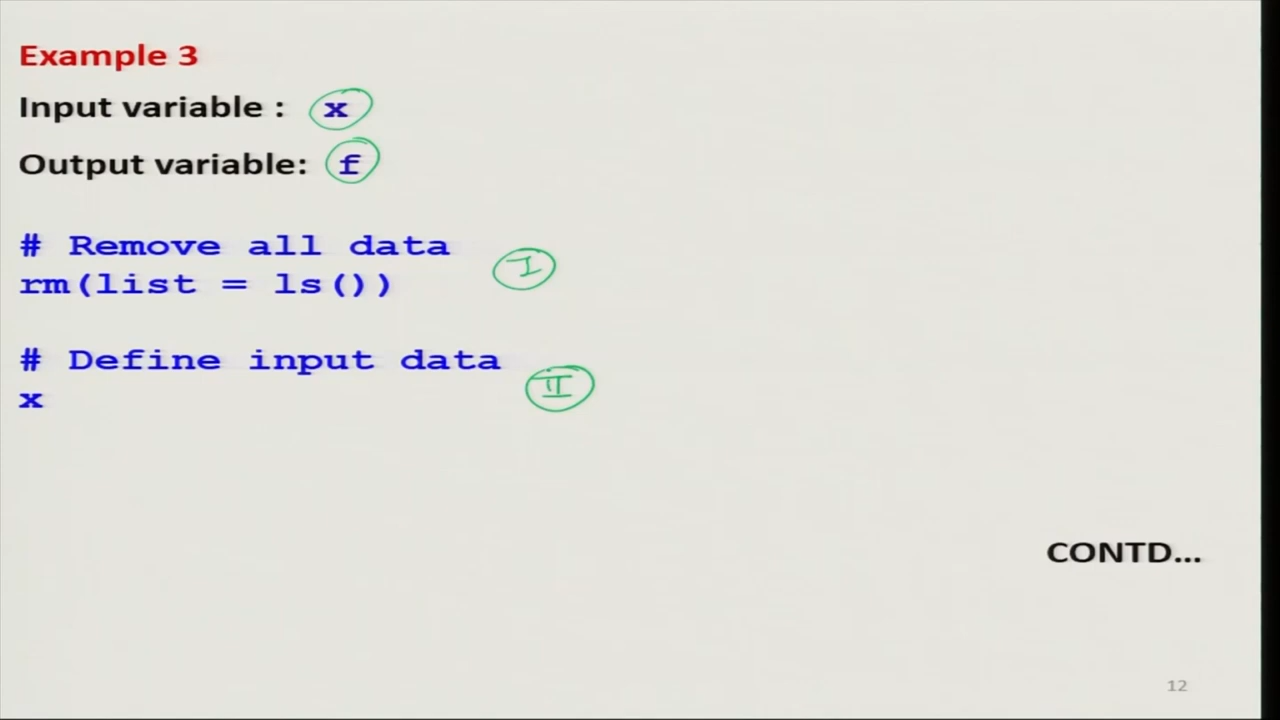 Example 3
Input variable : x
Output variable: f
# Remove all data
rm(list = ls())
I
# Define input data
x
II
CONTD...
12